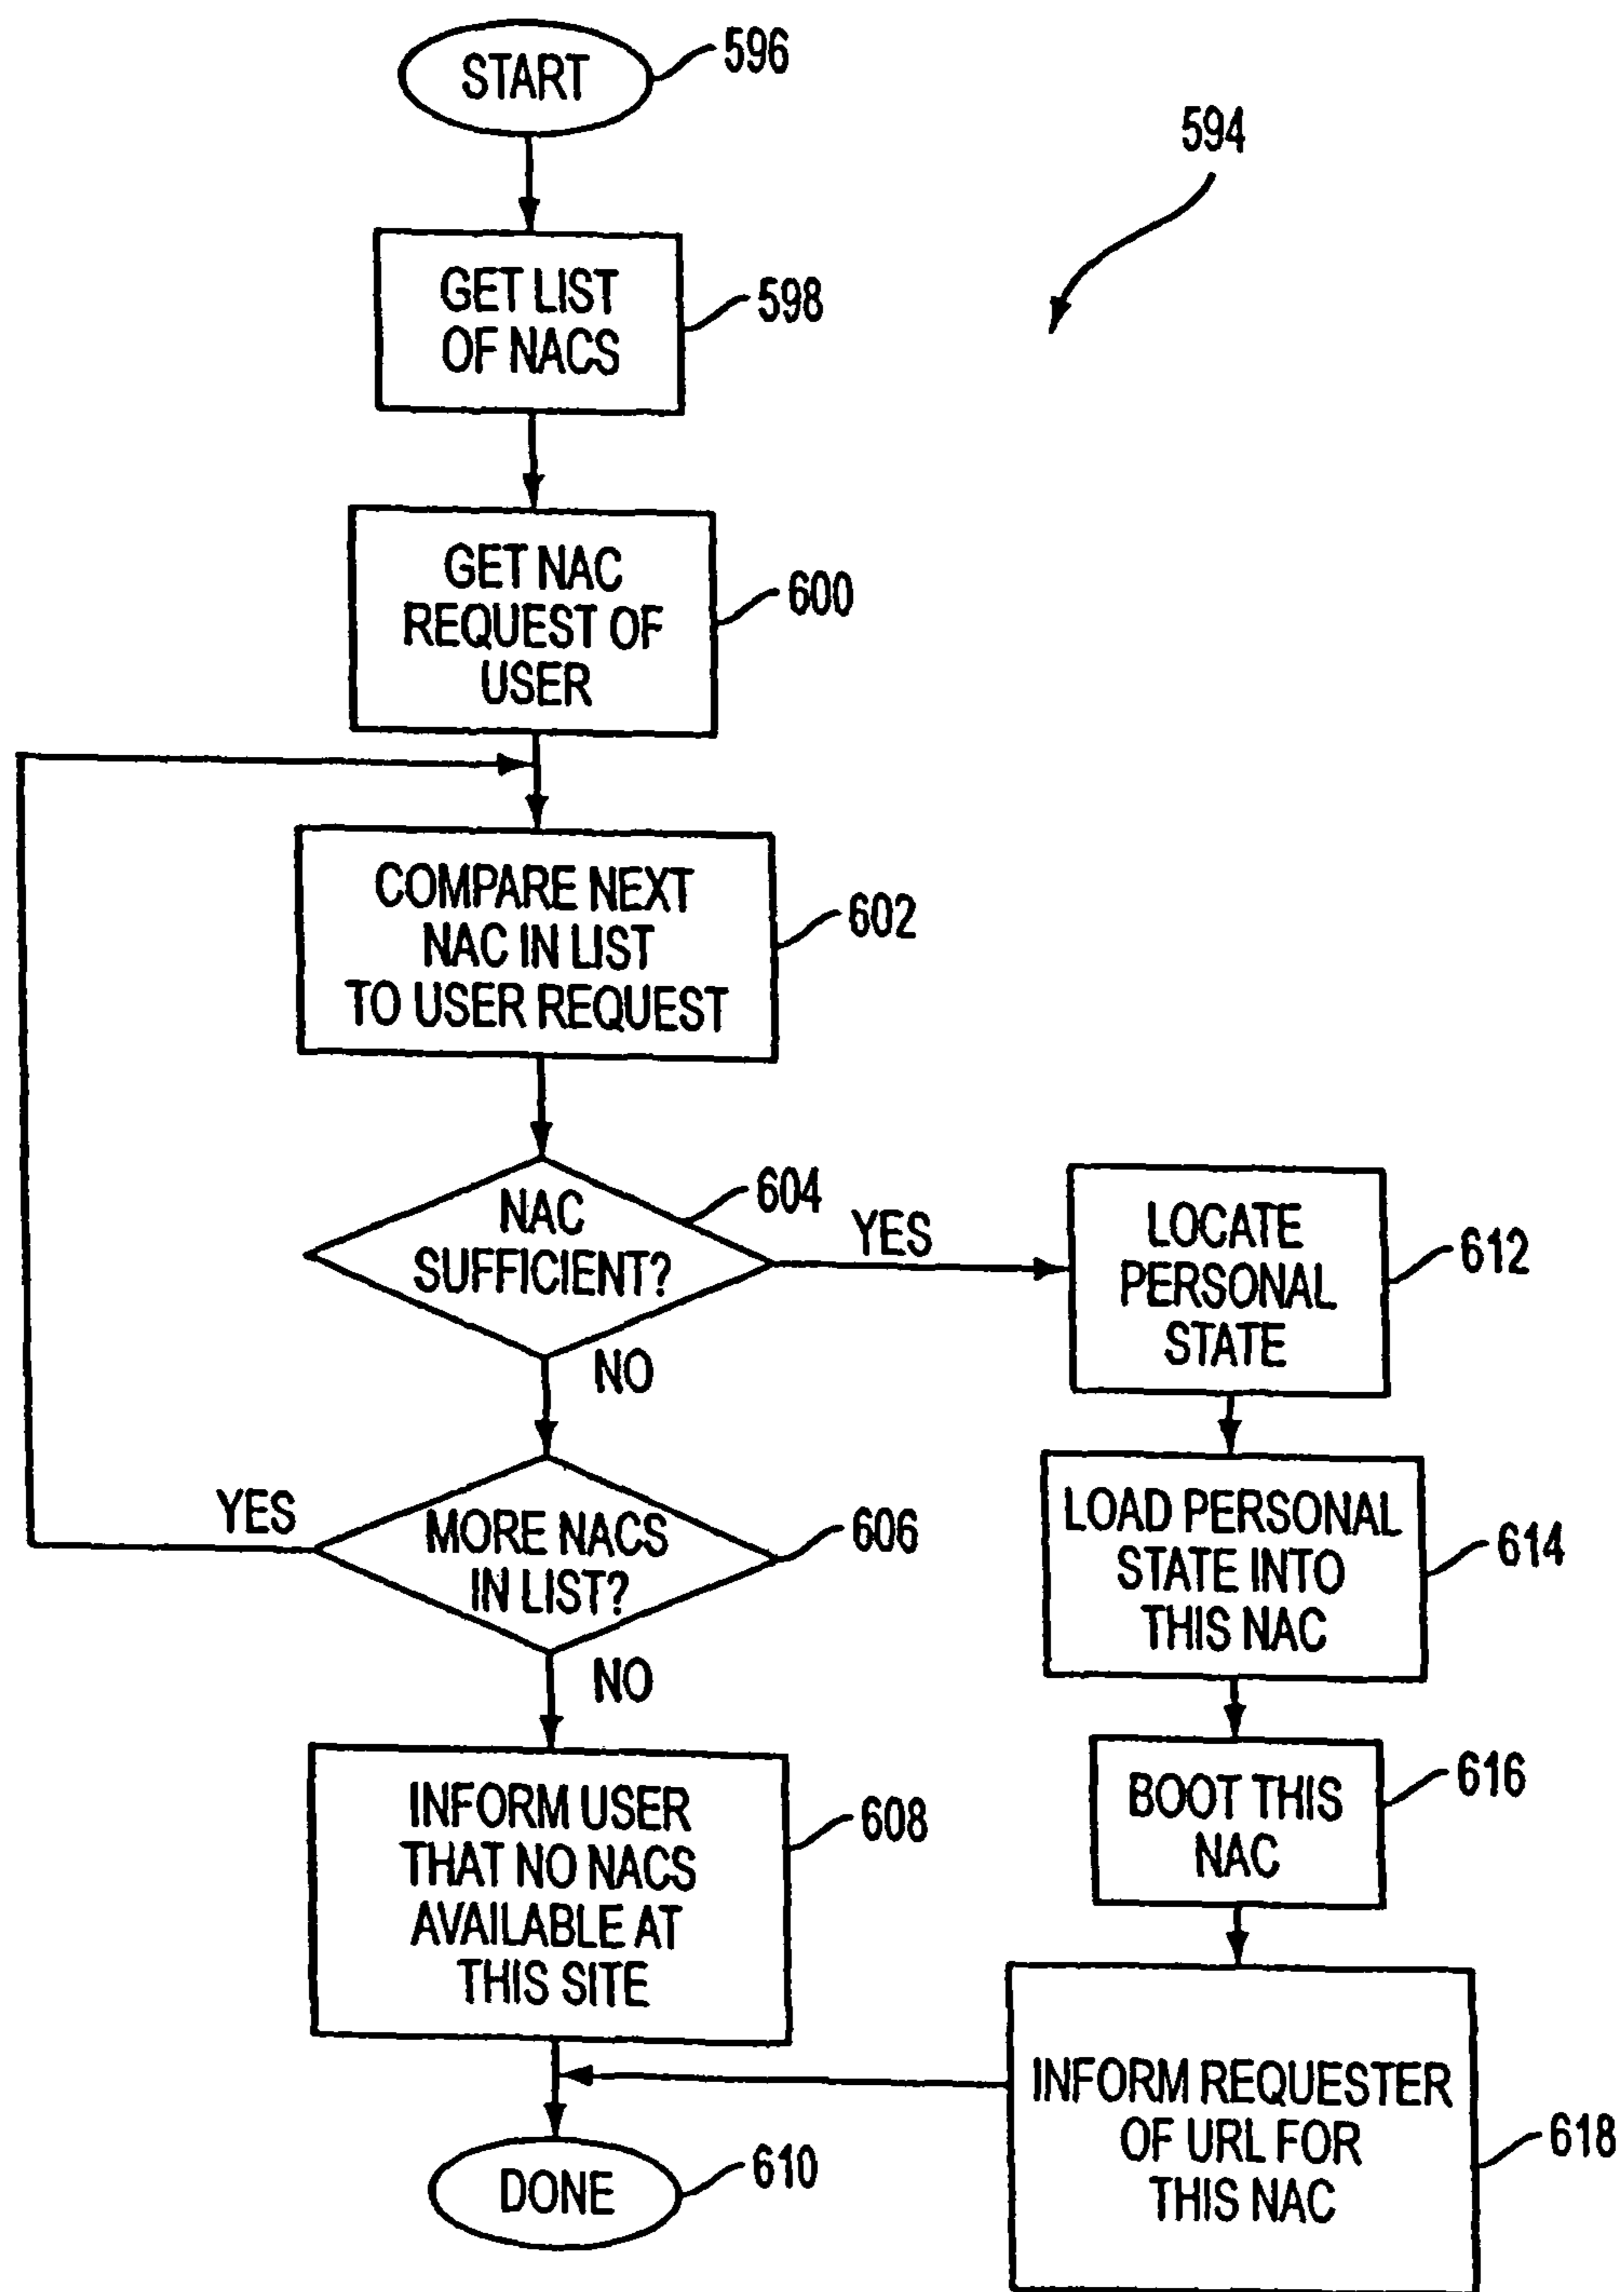 START
596
594
GET LIST
OF NACS
598
GET NAC
REQUEST OF
USER
600
COMPARE NEXT
NAC IN LIST
TO USER REQUEST
602
NAC
SUFFICIENT?
604
YES
NO
LOCATE
PERSONAL
STATE
612
MORE NACS
IN LIST?
606
YES
NO
LOAD PERSONAL
STATE INTO
THIS NAC
614
BOOT THIS
NAC
616
INFORM USER
THAT NO NACS
AVAILABLE AT
THIS SITE
608
INFORM REQUESTER
OF URL FOR
THIS NAC
618
DONE
610